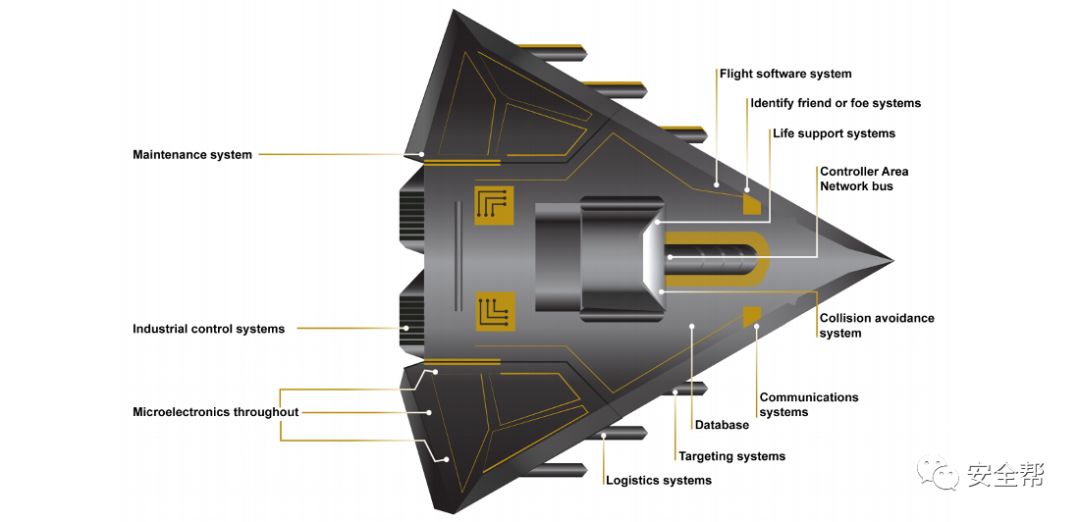 Flight software system
Identify friend or foe systems
Life support systems
Maintenance system
Controller Area
Network bus
Industrial control systems
Collision avoidance
system
Communications
systems
Microelectronics throughout
Database
Targeting systems
Logistics systems
安全帮